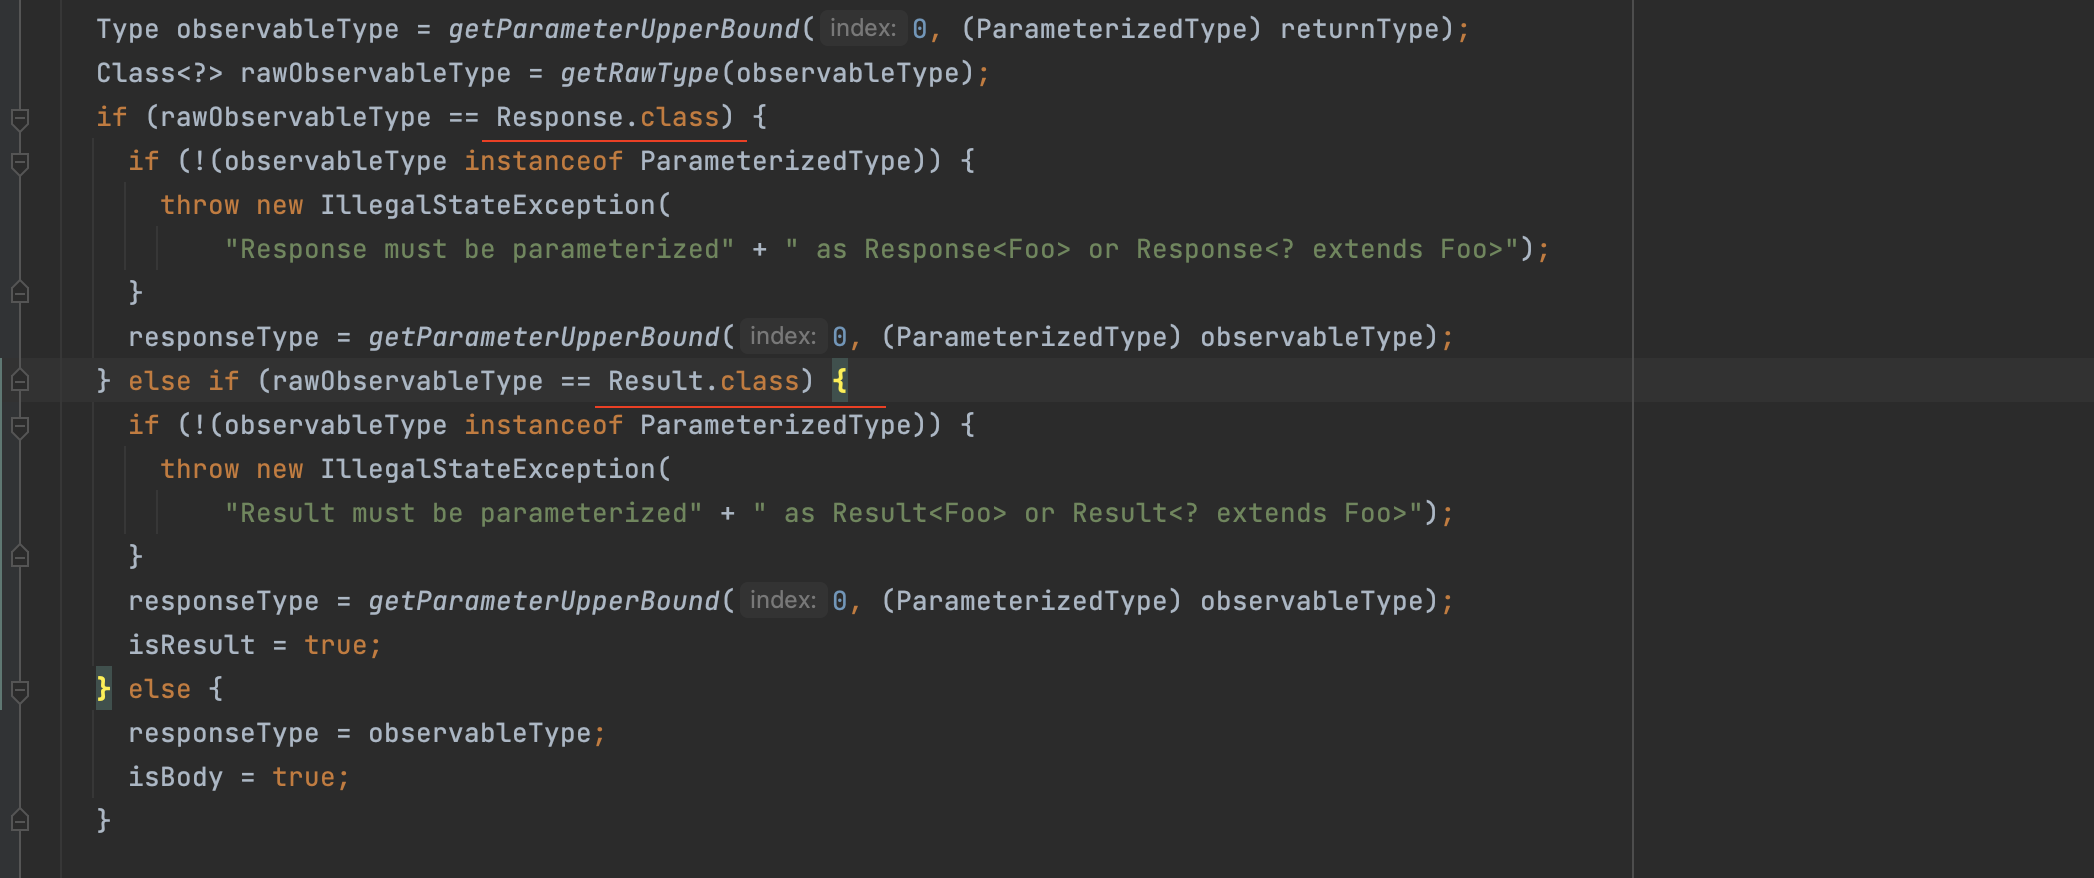 Type observableType = getParameterUpperBound( index: 0, (ParameterizedType) returnType);
Class<?> rawObservableType = getRawType(observableType);
if (rawObservableType == Response.class) {
if (!(observableType instanceof ParameterizedType)) {
throw new IllegalStateException(
"Response must be parameterized" + " as Response<Foo> or Response<? extends Foo>");
}
responseType = getParameterUpperBound( index: 0, (ParameterizedType) observableType);
} else if (rawObservableType == Result.class) {
if (!(observableType instanceof ParameterizedType)) {
throw new IllegalStateException(
"Result must be parameterized" + " as Result<Foo> or Result<? extends Foo>");
}
responseType = getParameterUpperBound( index: 0, (ParameterizedType) observableType);
isResult = true;
} else {
responseType = observableType;
isBody = true;
}